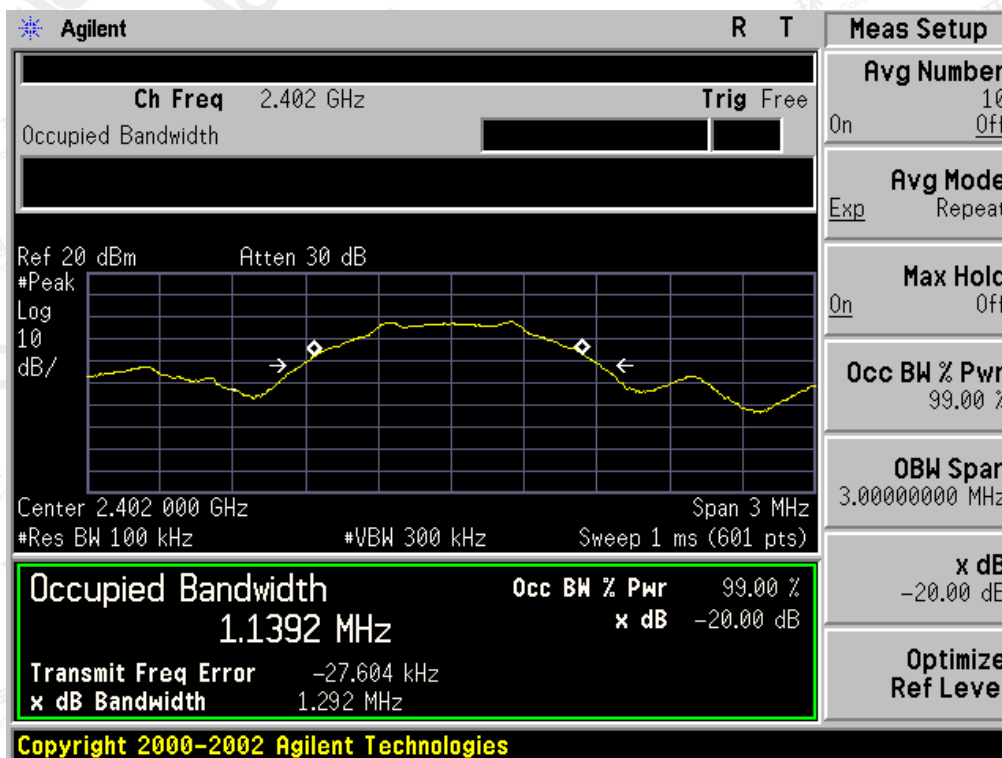 Agilent R T
Ch Freq 2.402 GHz Trig Free
Occupied Bandwidth
Ref 20 dBm Atten 30 dB
#Peak
Log
10
dB/
Center 2.402 000 GHz Span 3 MHz
#Res BW 100 kHz #VBW 300 kHz Sweep 1 ms (601 pts)
Occupied Bandwidth
1.1392 MHz
Occ BW % Pwr 99.00 %
x dB -20.00 dB
Transmit Freq Error -27.604 kHz
x dB Bandwidth 1.292 MHz
Copyright 2000-2002 Agilent Technologies
Meas Setup
Avg Number
10
On Off
Avg Mode
Exp Repeat
Max Hold
On Off
Occ BW % Pwr
99.00 %
OBW Span
3.00000000 MHz
x dB
-20.00 dB
Optimize
Ref Level